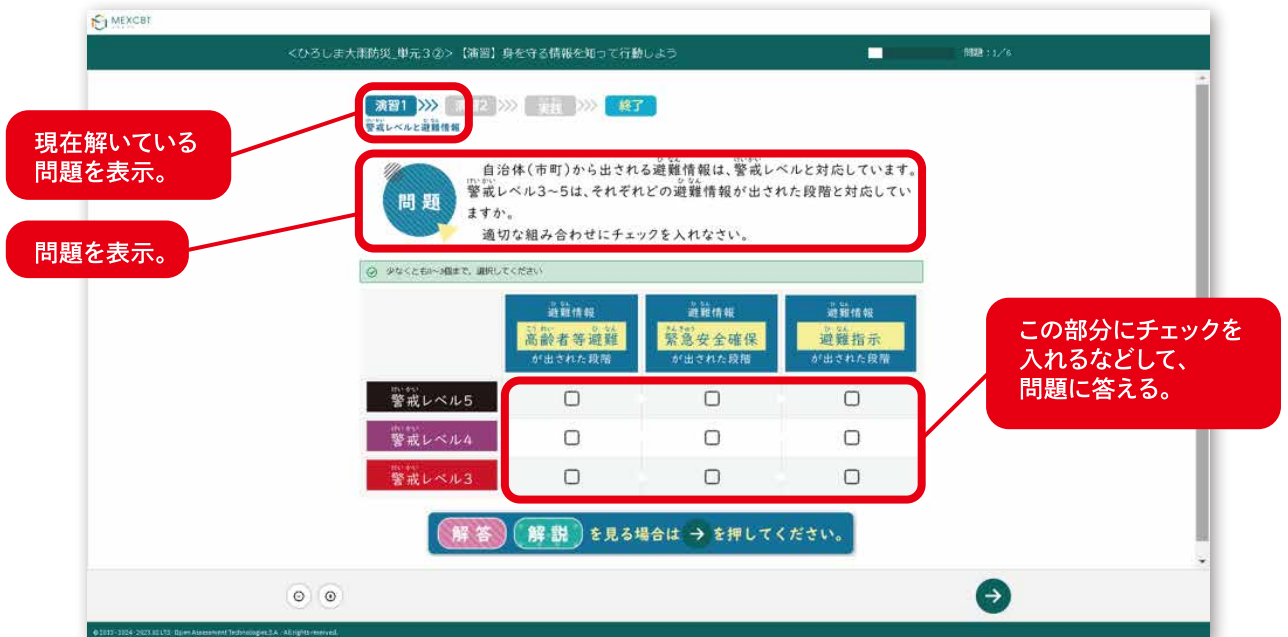 MEXCBT
<ひろしま大雨防災_単元3②>【演習】身を守る情報を知って行動しよう
問題：1／6
演習1 >>> 演習2 >>> 実践 >>> 終了
警戒レベルと避難情報
現在解いている
問題を表示。
問題を表示。
問題
自治体(市町)から出される避難情報は、警戒レベルと対応しています。
警戒レベル3～5は、それぞれどの避難情報が出された段階と対応してい
ますか。
適切な組み合わせにチェックを入れなさい。
避難情報
高齢者等避難
が出された段階
避難情報
緊急安全確保
が出された段階
避難情報
避難指示
が出された段階
警戒レベル5
警戒レベル4
警戒レベル3
この部分にチェックを
入れるなどして、
問題に答える。
解答 解説 を見る場合は → を押してください。